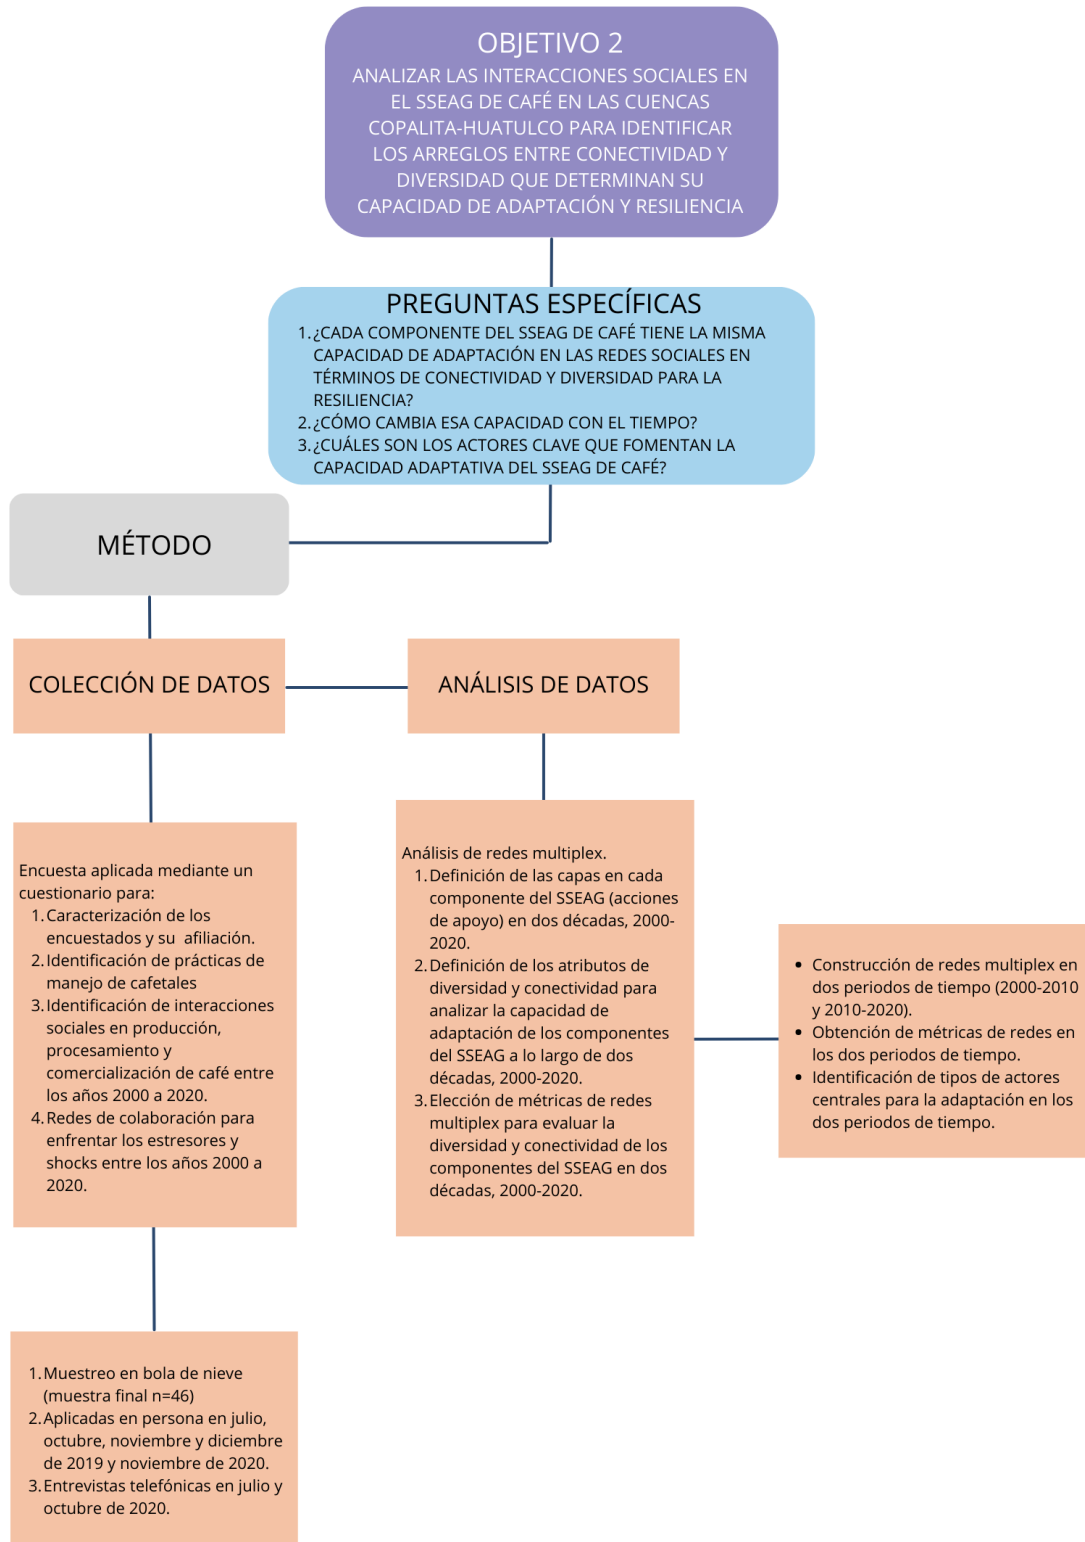 OBJETIVO 2
ANALIZAR LAS INTERACCIONES SOCIALES EN
EL SSEAG DE CAFÉ EN LAS CUENCAS
COPALITA-HUATULCO PARA IDENTIFICAR
LOS ARREGLOS ENTRE CONECTIVIDAD Y
DIVERSIDAD QUE DETERMINAN SU
CAPACIDAD DE ADAPTACIÓN Y RESILIENCIA
PREGUNTAS ESPECÍFICAS
1. ¿CADA COMPONENTE DEL SSEAG DE CAFÉ TIENE LA MISMA
CAPACIDAD DE ADAPTACIÓN EN LAS REDES SOCIALES EN
TÉRMINOS DE CONECTIVIDAD Y DIVERSIDAD PARA LA
RESILIENCIA?
2. ¿CÓMO CAMBIA ESA CAPACIDAD CON EL TIEMPO?
3. ¿CUÁLES SON LOS ACTORES CLAVE QUE FOMENTAN LA
CAPACIDAD ADAPTATIVA DEL SSEAG DE CAFÉ?
MÉTODO
COLECCIÓN DE DATOS
ANÁLISIS DE DATOS
Encuesta aplicada mediante un
cuestionario para:
1. Caracterización de los
encuestados y su afiliación.
2. Identificación de prácticas de
manejo de cafetales
3. Identificación de interacciones
sociales en producción,
procesamiento y
comercialización de café entre
los años 2000 a 2020.
4. Redes de colaboración para
enfrentar los estresores y
shocks entre los años 2000 a
2020.
Análisis de redes multiplex.
1. Definición de las capas en cada
componente del SSEAG (acciones
de apoyo) en dos décadas, 2000-
2020.
2. Definición de los atributos de
diversidad y conectividad para
analizar la capacidad de
adaptación de los componentes
del SSEAG a lo largo de dos
décadas, 2000-2020.
3. Elección de métricas de redes
multiplex para evaluar la
diversidad y conectividad de los
componentes del SSEAG en dos
décadas, 2000-2020.
• Construcción de redes multiplex en
dos periodos de tiempo (2000-2010
y 2010-2020).
• Obtención de métricas de redes en
los dos periodos de tiempo.
• Identificación de tipos de actores
centrales para la adaptación en los
dos periodos de tiempo.
1. Muestreo en bola de nieve
(muestra final n=46)
2. Aplicadas en persona en julio,
octubre, noviembre y diciembre
de 2019 y noviembre de 2020.
3. Entrevistas telefónicas en julio y
octubre de 2020.